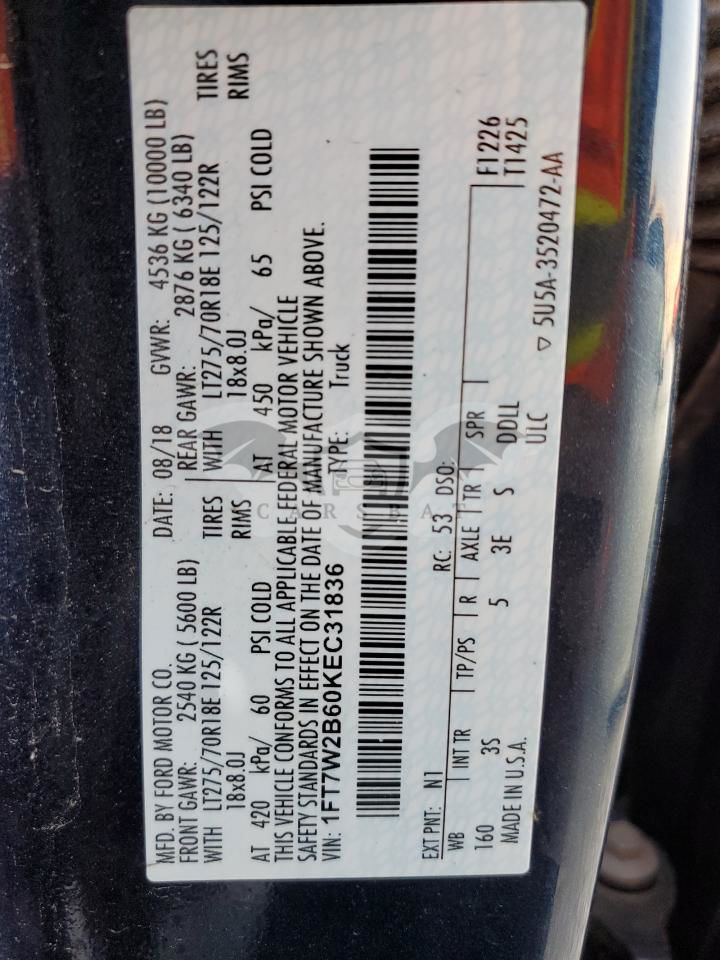 MFD. BY FORD MOTOR CO. DATE: 08/18 GVWR: 4536 KG (10000 LB)
FRONT GAWR: 2540 KG ( 5600 LB) REAR GAWR: 2876 KG ( 6340 LB)
WITH LT275/70R18E 125/122R TIRES WITH LT275/70R18E 125/122R TIRES
18x8.0J RIMS 18x8.0J RIMS
AT 420 kPa/ 60 PSI COLD AT 450 kPa/ 65 PSI COLD
THIS VEHICLE CONFORMS TO ALL APPLICABLE FEDERAL MOTOR VEHICLE
SAFETY STANDARDS IN EFFECT ON THE DATE OF MANUFACTURE SHOWN ABOVE.
VIN: 1FT7W2B60KEC31836 TYPE: Truck
CARSBAT
EXT PNT: N1 RC: 53 DSO:
WB INT TR TP/PS R AXLE TR SPR F1226
160 3S 5 3E S DDLL T1425
MADE IN U.S.A. ULC
▽ 5U5A-3520472-AA